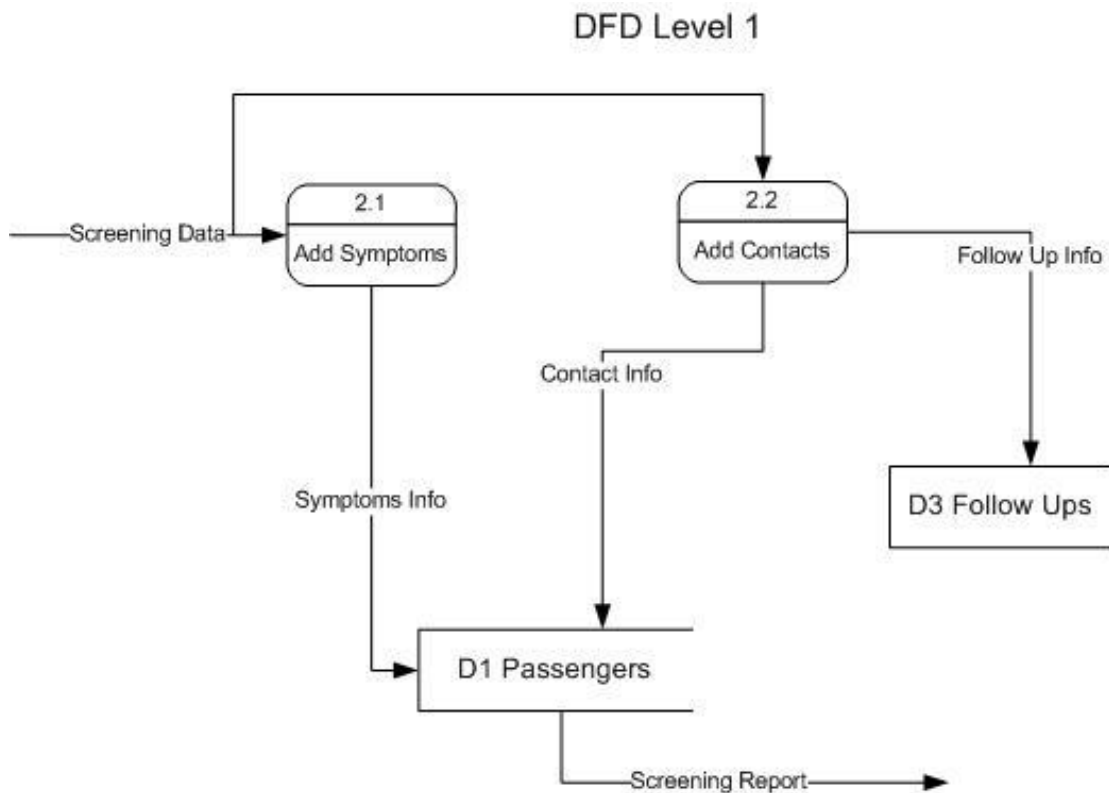 DFD Level 1
2.1
Add Symptoms
2.2
Add Contacts
Screening Data
Follow Up Info
Contact Info
Symptoms Info
D3 Follow Ups
D1 Passengers
Screening Report